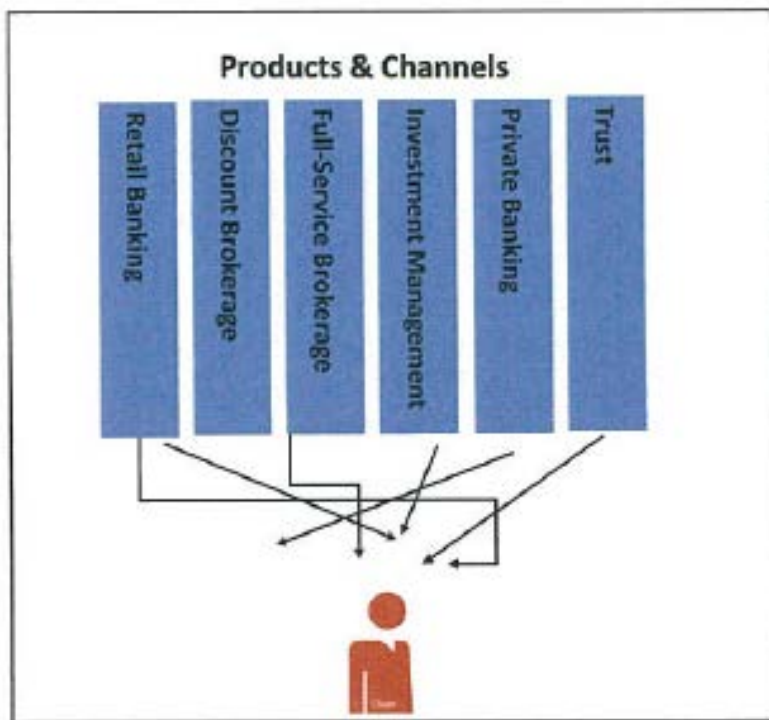 Products & Channels
Retail Banking
Discount Brokerage
Full-Service Brokerage
Investment Management
Private Banking
Trust